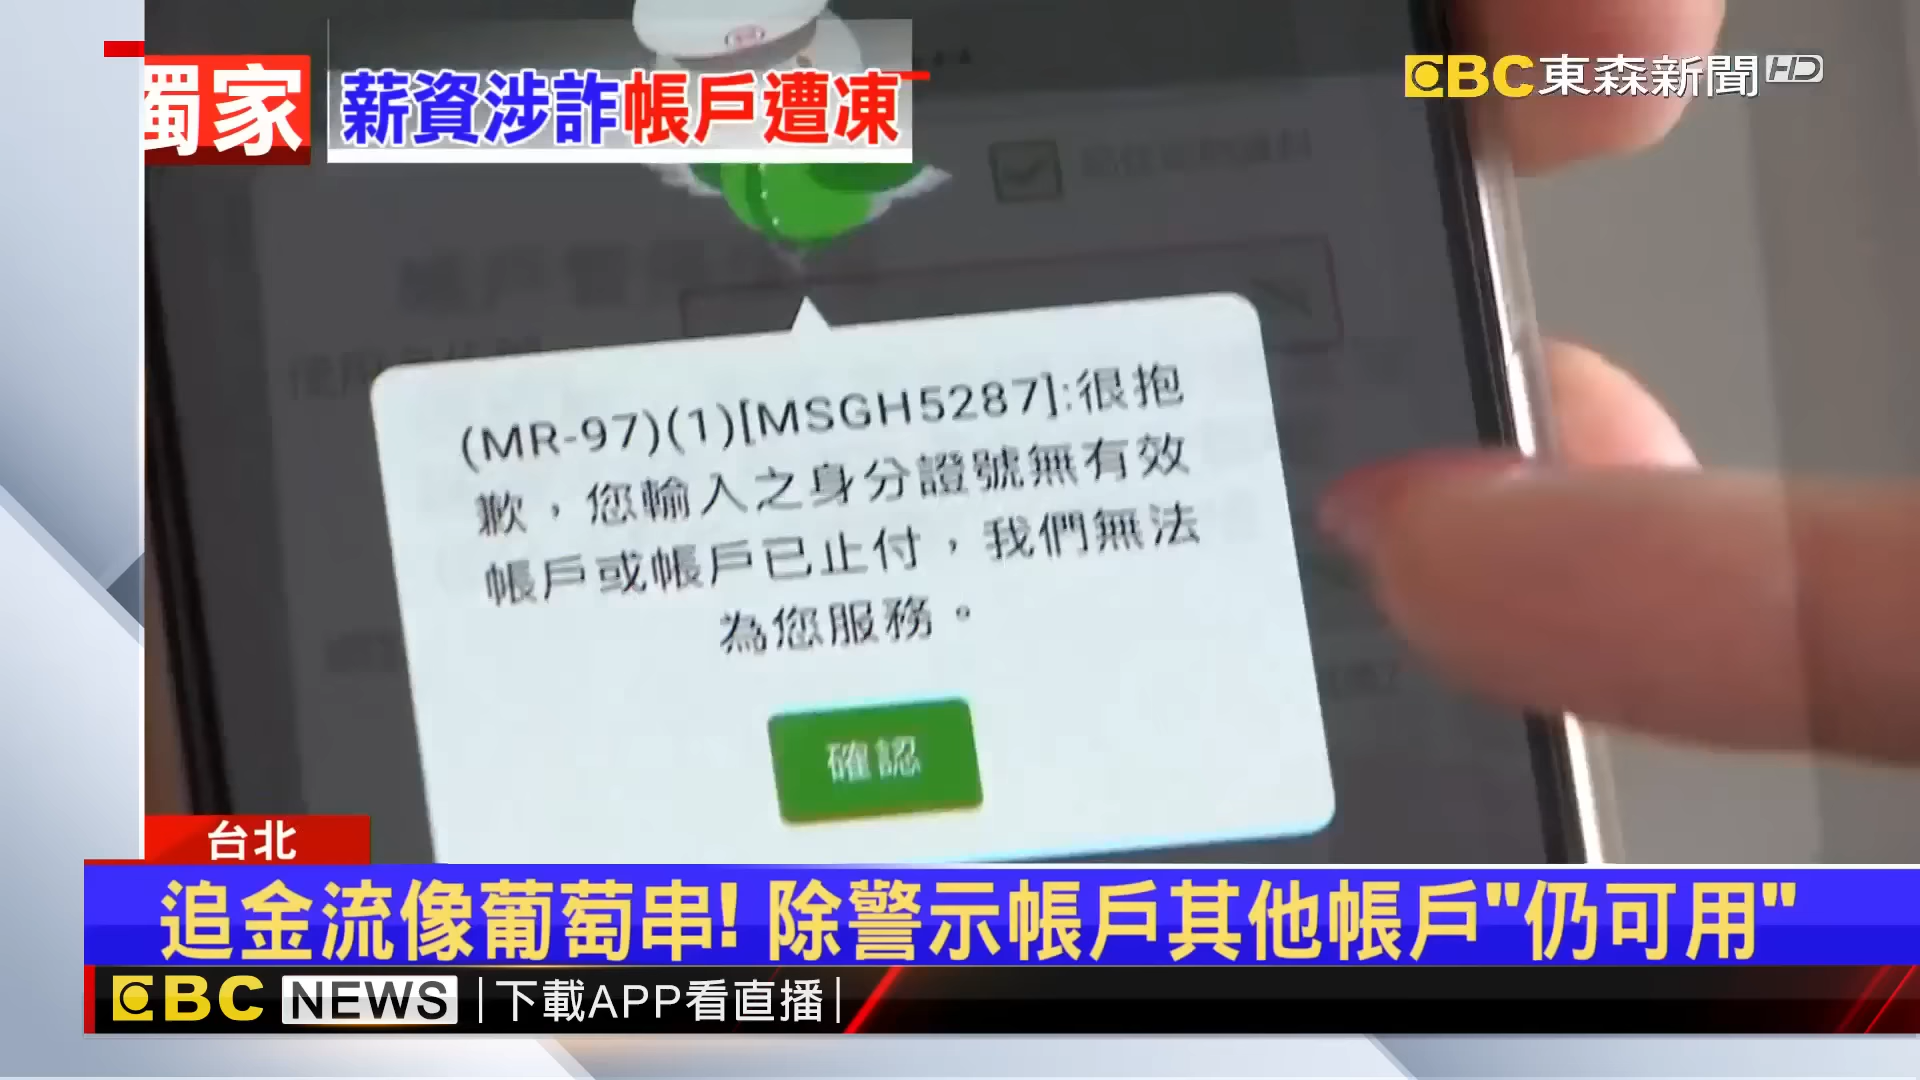 獨家
薪資涉詐帳戶遭凍
EBC東森新聞HD
(MR-97)(1)[MSGH5287]:很抱
歉，您輸入之身分證號無有效
帳戶或帳戶已止付，我們無法
為您服務。
確認
台北
追金流像葡萄串!除警示帳戶其他帳戶"仍可用"
EBC NEWS 下載APP看直播